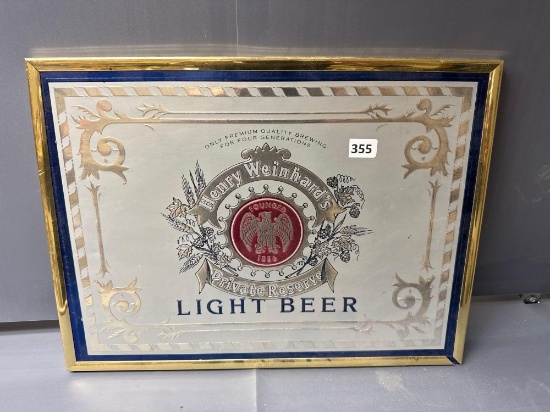 ONLY PREMIUM QUALITY BREWING
FOR FOUR GENERATIONS
355
Henry Weinhard's
FOUNDED
1856
Private Reserve
LIGHT BEER